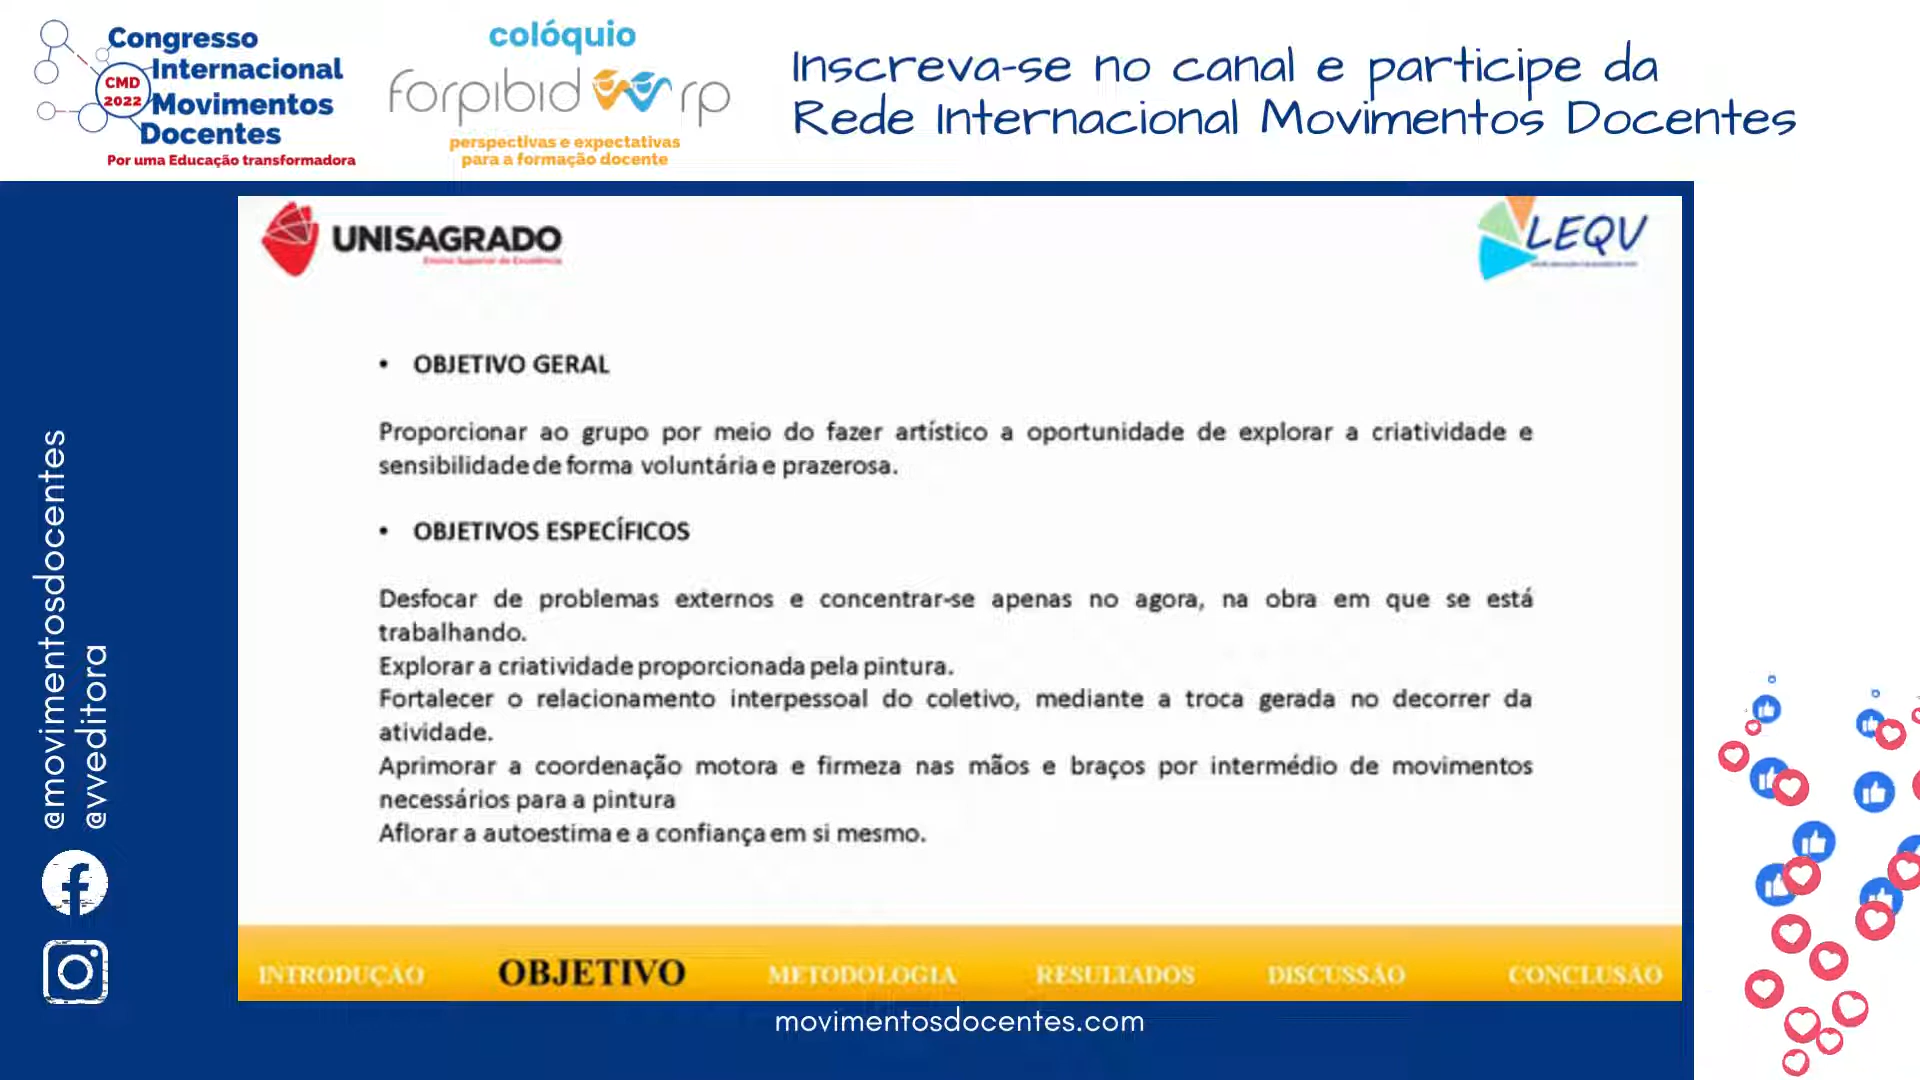 Congresso
Internacional
CMD
2022
Movimentos
Docentes
Por uma Educação transformadora
colóquio
forpibid rp
perspectivas e expectativas
para a formação docente
Inscreva-se no canal e participe da
Rede Internacional Movimentos Docentes
UNISAGRADO
Ensino Superior de Excelência
LEQV
• OBJETIVO GERAL
Proporcionar ao grupo por meio do fazer artístico a oportunidade de explorar a criatividade e
sensibilidade de forma voluntária e prazerosa.
• OBJETIVOS ESPECÍFICOS
Desfocar de problemas externos e concentrar-se apenas no agora, na obra em que se está
trabalhando.
Explorar a criatividade proporcionada pela pintura.
Fortalecer o relacionamento interpessoal do coletivo, mediante a troca gerada no decorrer da
atividade.
Aprimorar a coordenação motora e firmeza nas mãos e braços por intermédio de movimentos
necessários para a pintura
Aflorar a autoestima e a confiança em si mesmo.
INTRODUÇÃO OBJETIVO METODOLOGIA RESULTADOS DISCUSSÃO CONCLUSÃO
movimentosdocentes.com
@movimentosdocentes
@vveditora